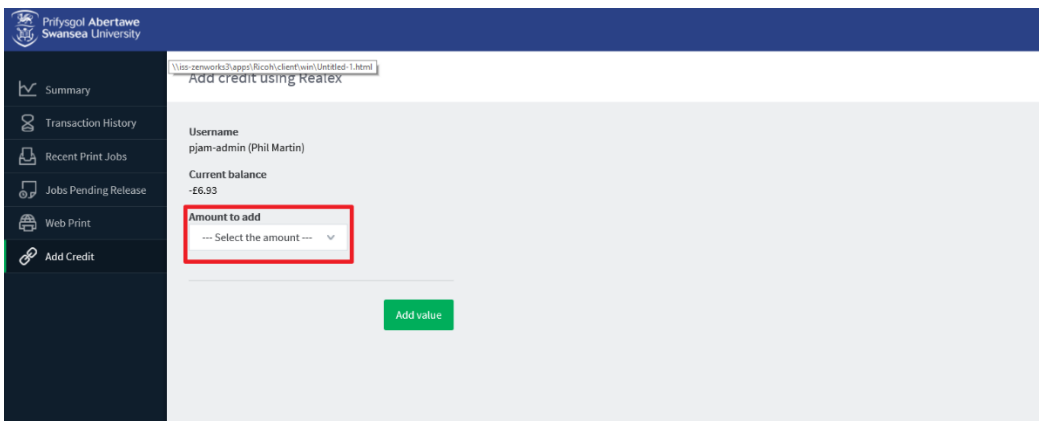 Prifysgol Abertawe
Swansea University
\\iss-zenworks3\apps\Ricoh\client\win\Untitled-1.html
Add credit using Realex
Summary
Transaction History
Recent Print Jobs
Jobs Pending Release
Web Print
Add Credit
Username
pjam-admin (Phil Martin)
Current balance
-£6.93
Amount to add
--- Select the amount ---
Add value